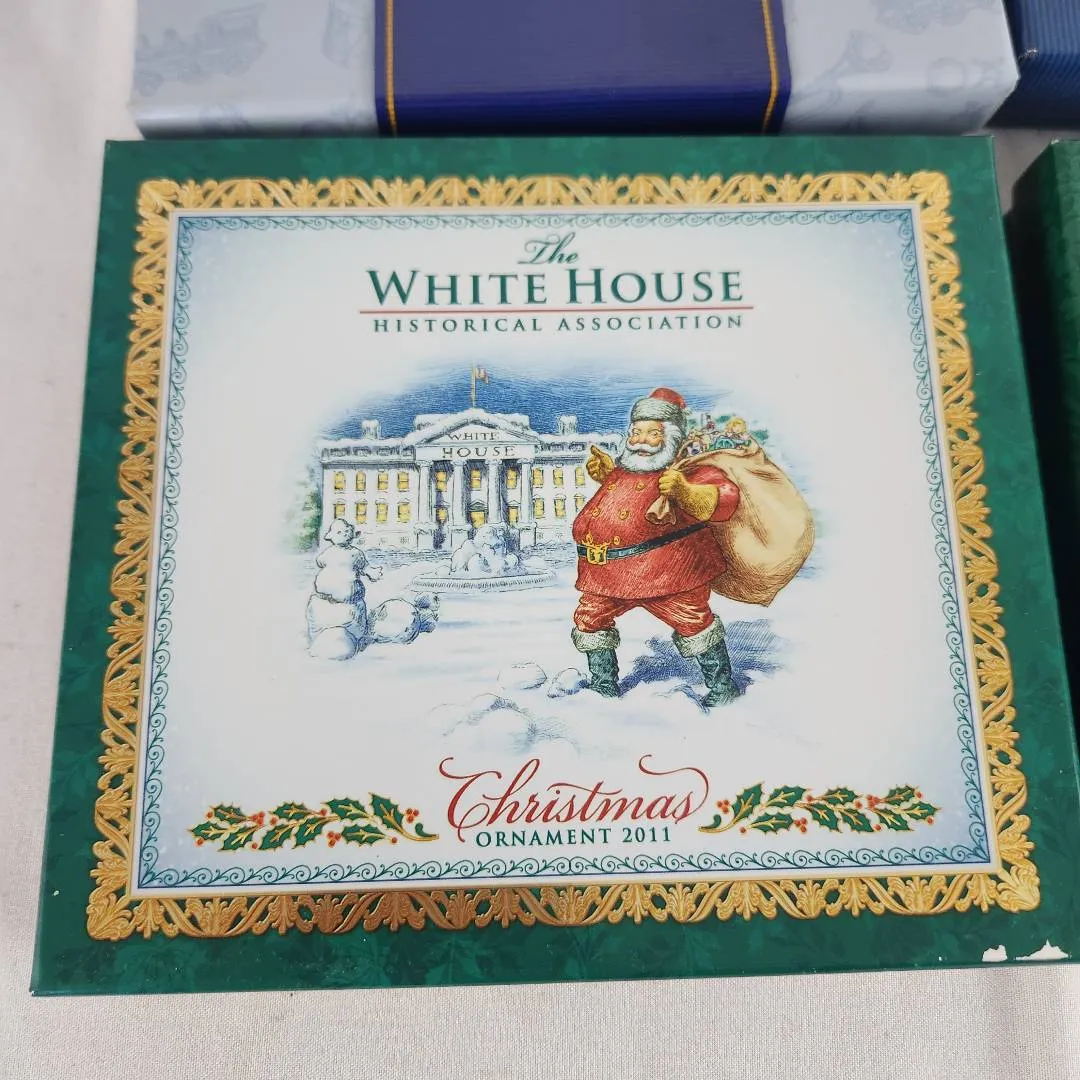 The
WHITE HOUSE
HISTORICAL ASSOCIATION
WHITE
HOUSE
Christmas
ORNAMENT 2011